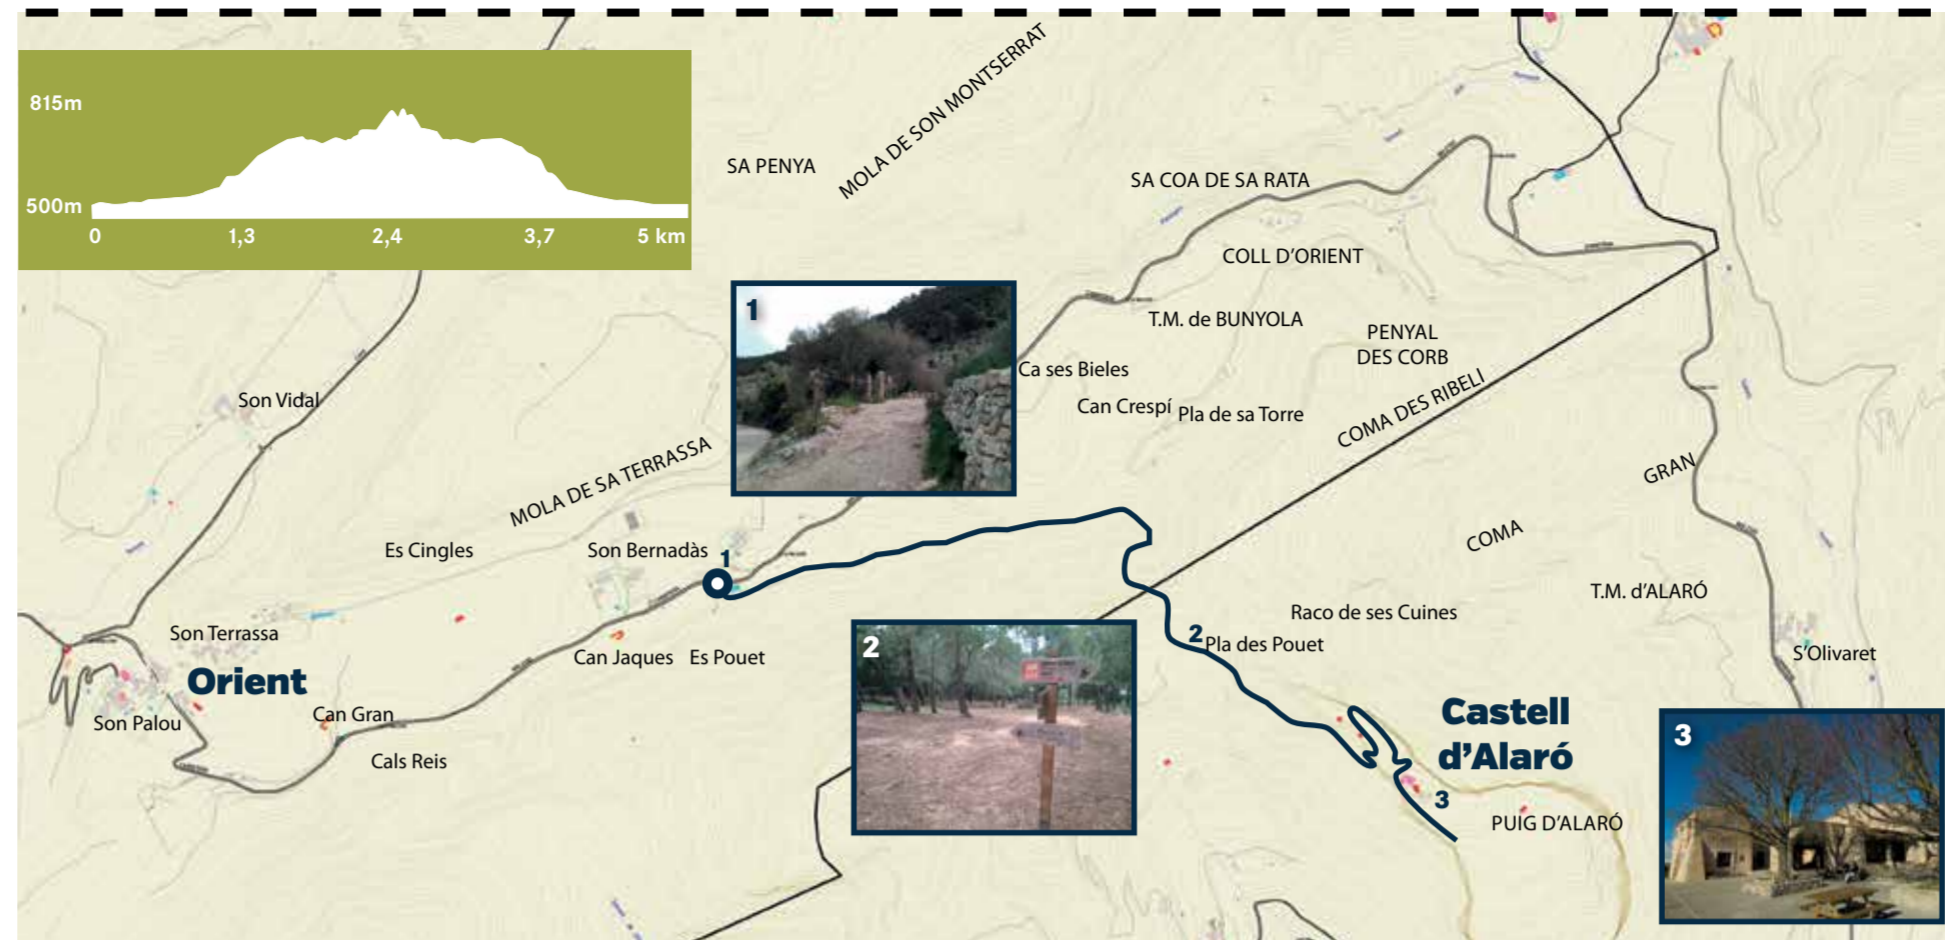 815m
500m
0
1,3
2,4
3,7
5 km
SA PENYA
MOLA DE SON MONTSERRAT
SA COA DE SA RATA
COLL D'ORIENT
T.M. de BUNYOLA
PENYAL
DES CORB
1
Ca ses Bieles
Can Crespí
Pla de sa Torre
COMA DES RIBELI
Son Vidal
MOLA DE SA TERRASSA
GRAN
COMA
Es Cingles
Son Bernadàs
1
T.M. d'ALARÓ
Raco de ses Cuines
2
Pla des Pouet
S'Olivaret
Son Terrassa
Orient
Can Jaques
Es Pouet
2
Son Palou
Can Gran
Cals Reis
Castell
d'Alaró
3
PUIG D'ALARÓ
3